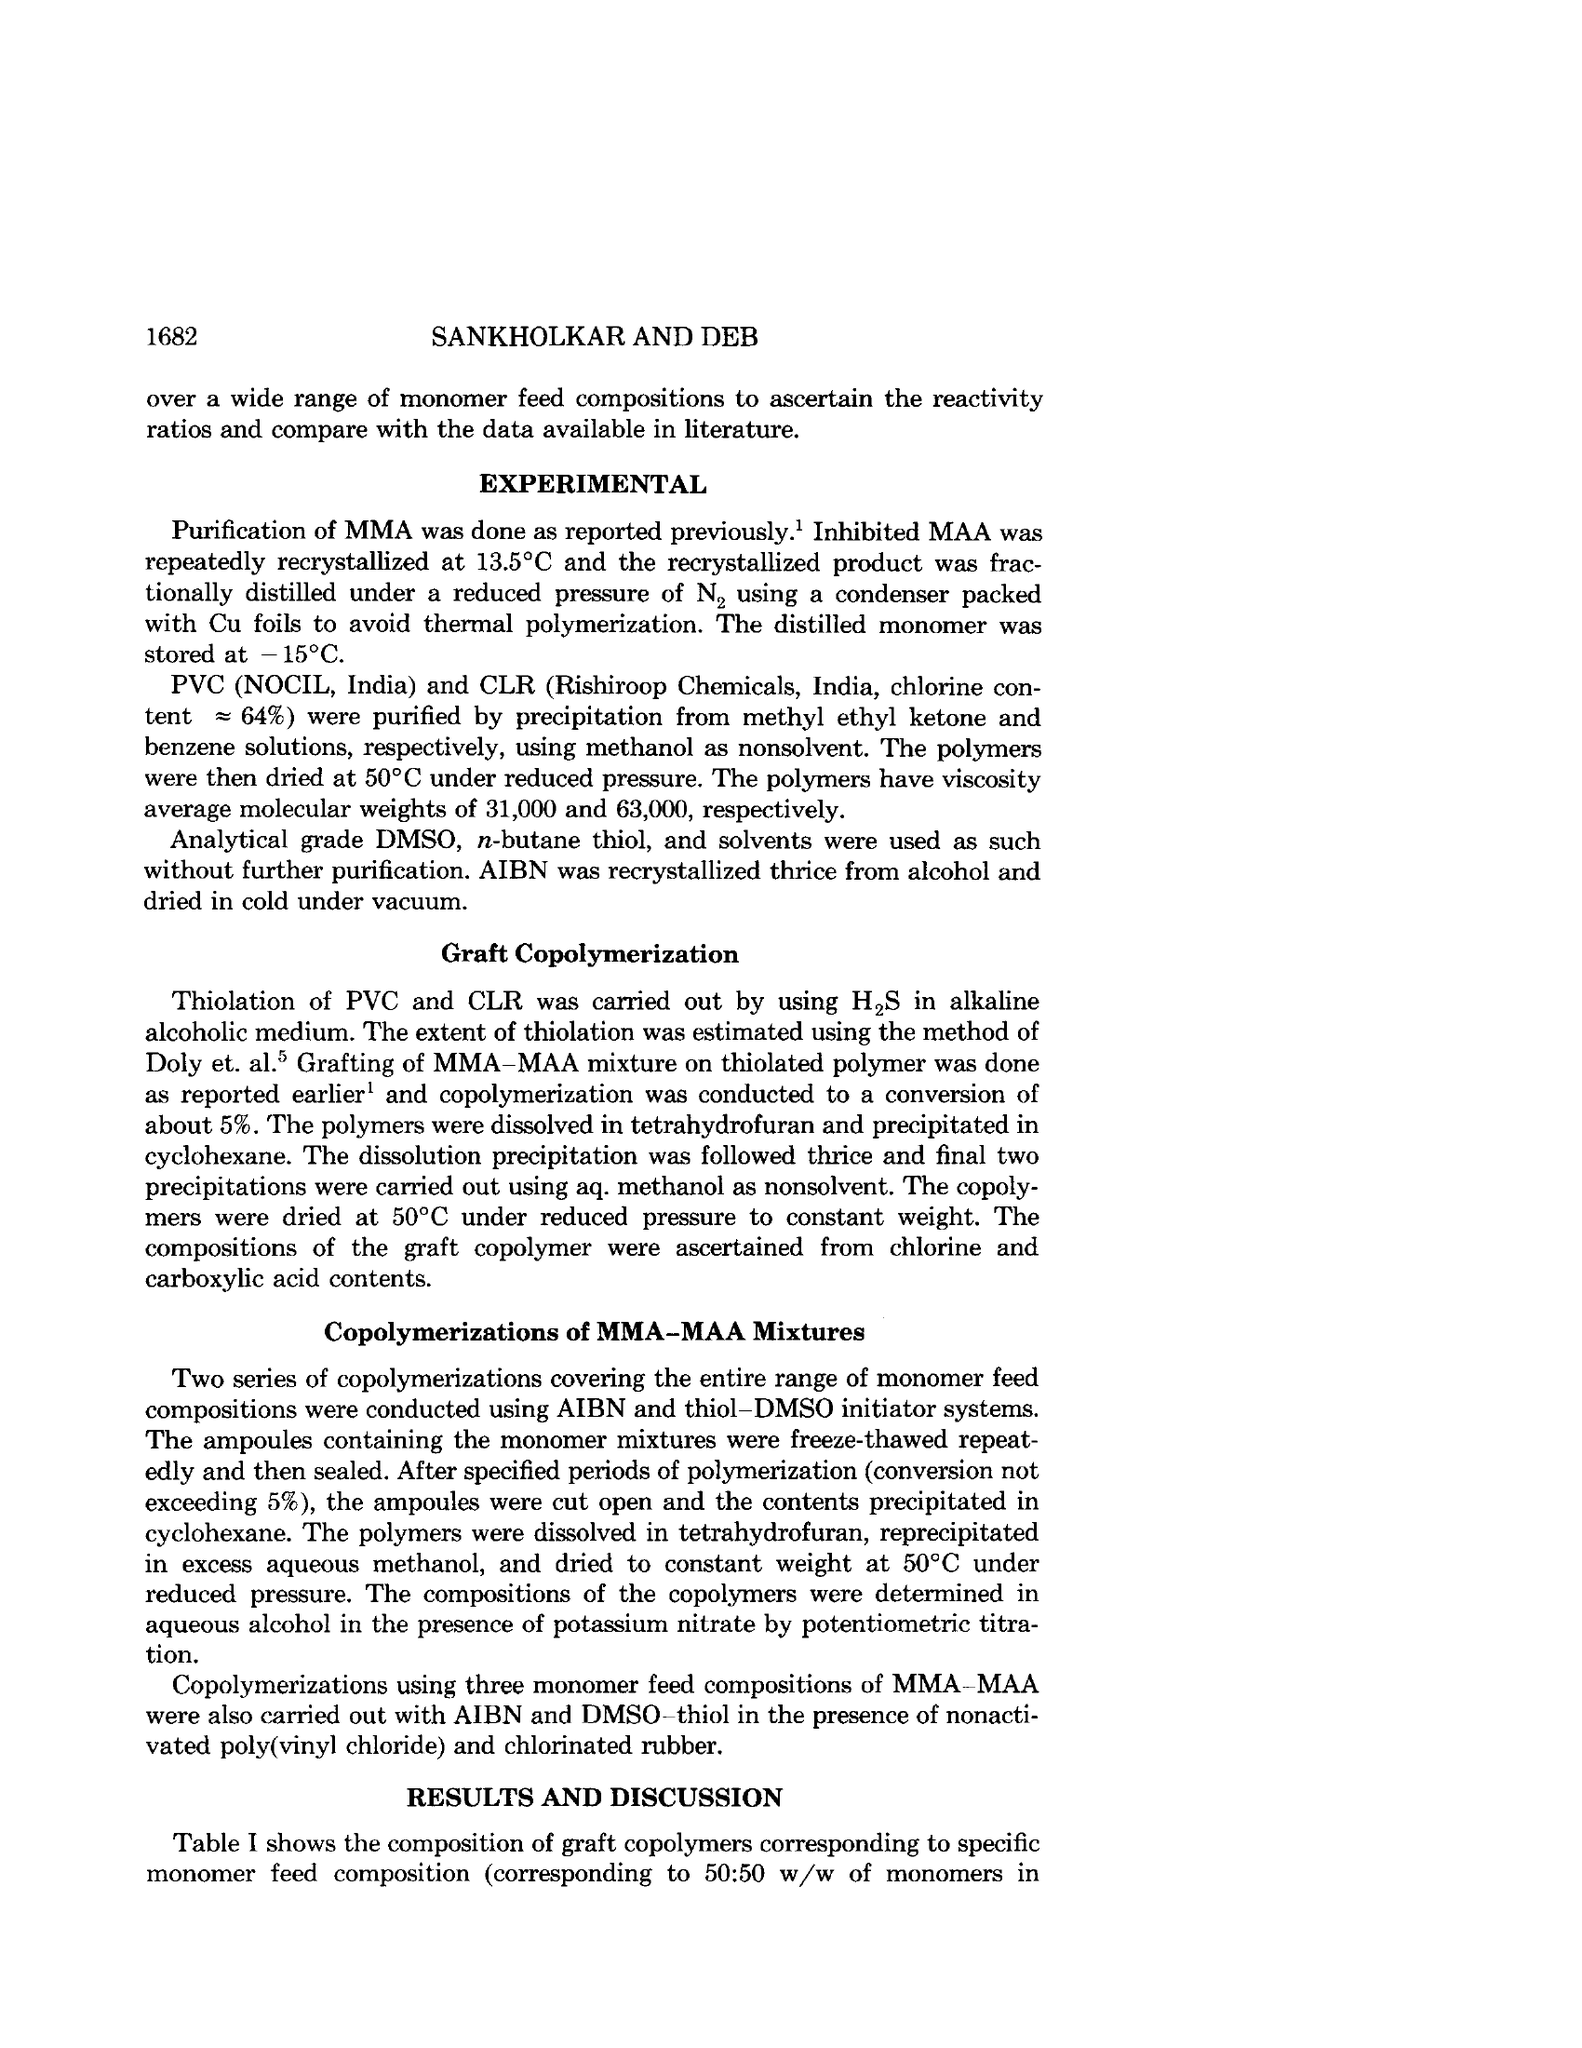 1682 SANKHOLKAR AND DEB
over a wide range of monomer feed compositions to ascertain the reactivity
ratios and compare with the data available in literature.
EXPERIMENTAL
Purification of MMA was done as reported previously.¹ Inhibited MAA was
repeatedly recrystallized at 13.5°C and the recrystallized product was frac-
tionally distilled under a reduced pressure of N₂ using a condenser packed
with Cu foils to avoid thermal polymerization. The distilled monomer was
stored at −15°C.
PVC (NOCIL, India) and CLR (Rishiroop Chemicals, India, chlorine con-
tent ≈ 64%) were purified by precipitation from methyl ethyl ketone and
benzene solutions, respectively, using methanol as nonsolvent. The polymers
were then dried at 50°C under reduced pressure. The polymers have viscosity
average molecular weights of 31,000 and 63,000, respectively.
Analytical grade DMSO, n-butane thiol, and solvents were used as such
without further purification. AIBN was recrystallized thrice from alcohol and
dried in cold under vacuum.
Graft Copolymerization
Thiolation of PVC and CLR was carried out by using H₂S in alkaline
alcoholic medium. The extent of thiolation was estimated using the method of
Doly et. al.⁵ Grafting of MMA–MAA mixture on thiolated polymer was done
as reported earlier¹ and copolymerization was conducted to a conversion of
about 5%. The polymers were dissolved in tetrahydrofuran and precipitated in
cyclohexane. The dissolution precipitation was followed thrice and final two
precipitations were carried out using aq. methanol as nonsolvent. The copoly-
mers were dried at 50°C under reduced pressure to constant weight. The
compositions of the graft copolymer were ascertained from chlorine and
carboxylic acid contents.
Copolymerizations of MMA–MAA Mixtures
Two series of copolymerizations covering the entire range of monomer feed
compositions were conducted using AIBN and thiol–DMSO initiator systems.
The ampoules containing the monomer mixtures were freeze-thawed repeat-
edly and then sealed. After specified periods of polymerization (conversion not
exceeding 5%), the ampoules were cut open and the contents precipitated in
cyclohexane. The polymers were dissolved in tetrahydrofuran, reprecipitated
in excess aqueous methanol, and dried to constant weight at 50°C under
reduced pressure. The compositions of the copolymers were determined in
aqueous alcohol in the presence of potassium nitrate by potentiometric titra-
tion.
Copolymerizations using three monomer feed compositions of MMA–MAA
were also carried out with AIBN and DMSO–thiol in the presence of nonacti-
vated poly(vinyl chloride) and chlorinated rubber.
RESULTS AND DISCUSSION
Table I shows the composition of graft copolymers corresponding to specific
monomer feed composition (corresponding to 50:50 w/w of monomers in